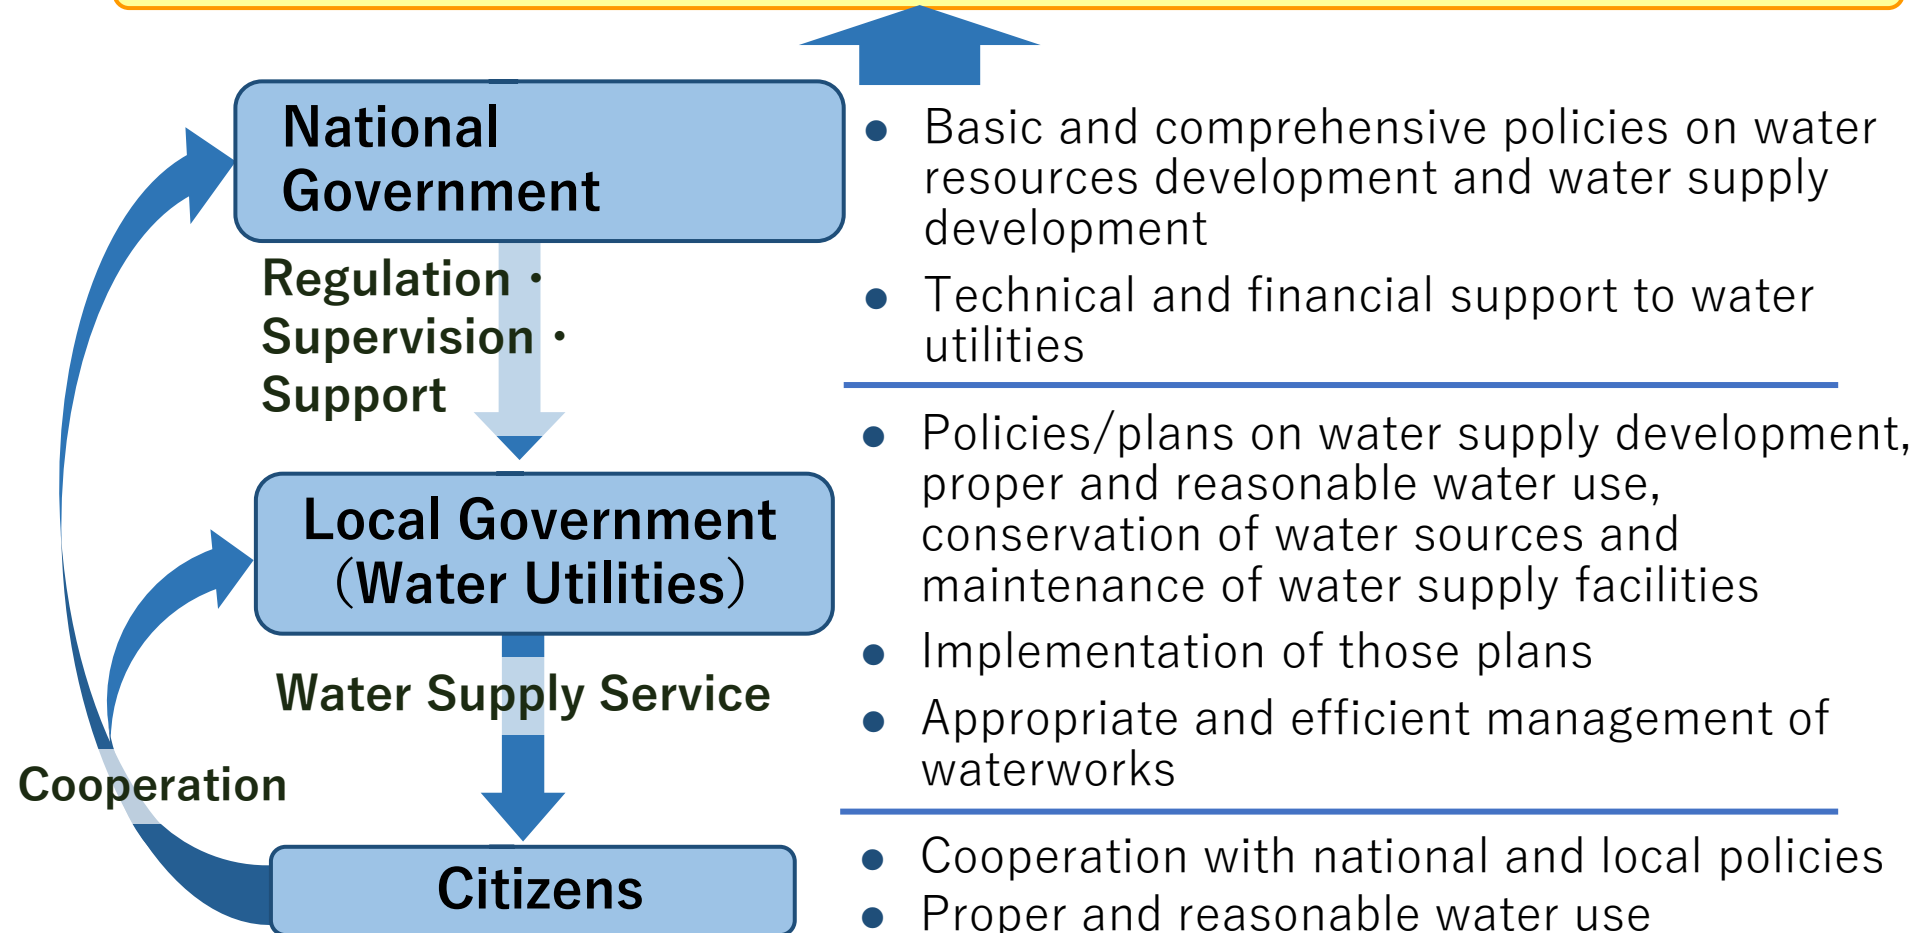 National
Government
Regulation・
Supervision・
Support
Local Government
（Water Utilities）
Water Supply Service
Cooperation
Citizens
● Basic and comprehensive policies on water
resources development and water supply
development
● Technical and financial support to water
utilities
● Policies/plans on water supply development,
proper and reasonable water use,
conservation of water sources and
maintenance of water supply facilities
● Implementation of those plans
● Appropriate and efficient management of
waterworks
● Cooperation with national and local policies
● Proper and reasonable water use